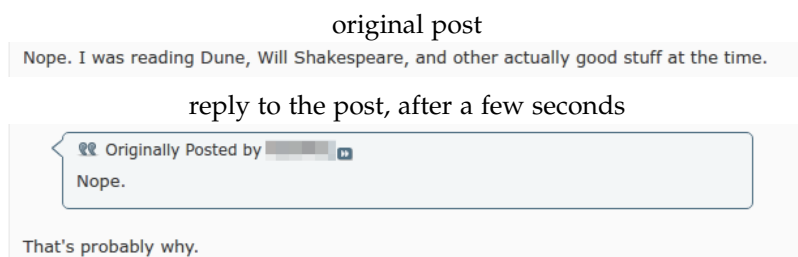 original post
Nope. I was reading Dune, Will Shakespeare, and other actually good stuff at the time.
reply to the post, after a few seconds
Originally Posted by
Nope.
That's probably why.